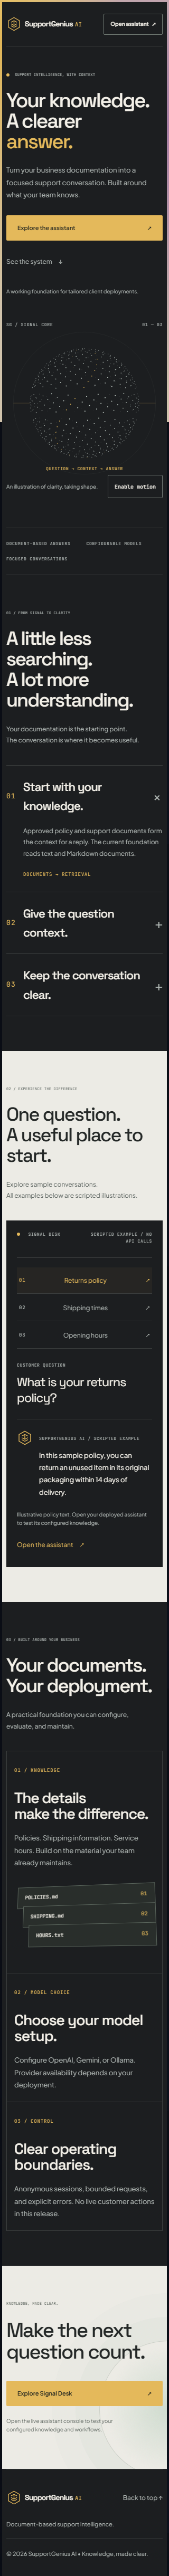 SupportGenius AI
Open assistant ↗
SUPPORT INTELLIGENCE, WITH CONTEXT
Your knowledge.
A clearer
answer.
Turn your business documentation into a
focused support conversation. Built around
what your team knows.
Explore the assistant ↗
See the system ↓
A working foundation for tailored client deployments.
SG / SIGNAL CORE
01 — 03
QUESTION → CONTEXT → ANSWER
An illustration of clarity, taking shape.
Enable motion
DOCUMENT-BASED ANSWERS
CONFIGURABLE MODELS
FOCUSED CONVERSATIONS
01 / FROM SIGNAL TO CLARITY
A little less
searching.
A lot more
understanding.
Your documentation is the starting point.
The conversation is where it becomes useful.
01
Start with your
knowledge.
Approved policy and support documents form
the context for a reply. The current foundation
reads text and Markdown documents.
DOCUMENTS → RETRIEVAL
02
Give the question
context.
03
Keep the conversation
clear.
02 / EXPERIENCE THE DIFFERENCE
One question.
A useful place to
start.
Explore sample conversations.
All examples below are scripted illustrations.
SIGNAL DESK
SCRIPTED EXAMPLE / NO
API CALLS
01 Returns policy ↗
02 Shipping times ↗
03 Opening hours ↗
CUSTOMER QUESTION
What is your returns
policy?
SUPPORTGENIUS AI / SCRIPTED EXAMPLE
In this sample policy, you can
return an unused item in its original
packaging within 14 days of
delivery.
Illustrative policy text. Open your deployed assistant
to test its configured knowledge.
Open the assistant ↗
03 / BUILT AROUND YOUR BUSINESS
Your documents.
Your deployment.
A practical foundation you can configure,
evaluate, and maintain.
01 / KNOWLEDGE
The details
make the difference.
Policies. Shipping information. Service
hours. Build on the material your team
already maintains.
POLICIES.md 01
SHIPPING.md 02
HOURS.txt 03
02 / MODEL CHOICE
Choose your model
setup.
Configure OpenAI, Gemini, or Ollama.
Provider availability depends on your
deployment.
03 / CONTROL
Clear operating
boundaries.
Anonymous sessions, bounded requests,
and explicit errors. No live customer actions
in this release.
KNOWLEDGE, MADE CLEAR.
Make the next
question count.
Explore Signal Desk ↗
Open the live assistant console to test your
configured knowledge and workflows.
SupportGenius AI
Back to top ↑
Document-based support intelligence.
© 2026 SupportGenius AI • Knowledge, made clear.